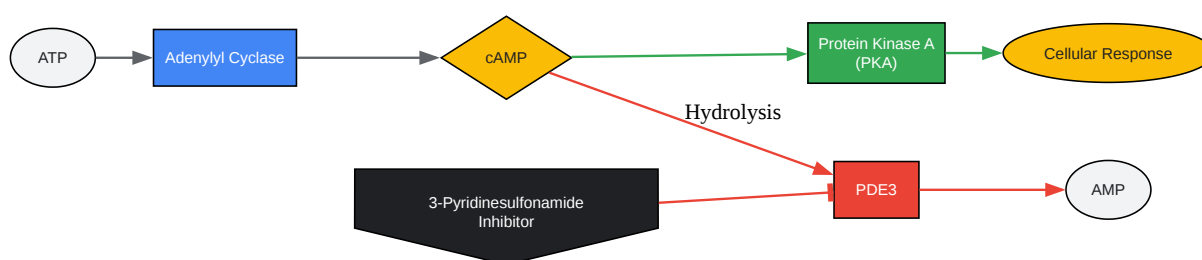 ATP
Adenylyl Cyclase
cAMP
Protein Kinase A
(PKA)
Cellular Response
Hydrolysis
3-Pyridinesulfonamide
Inhibitor
PDE3
AMP